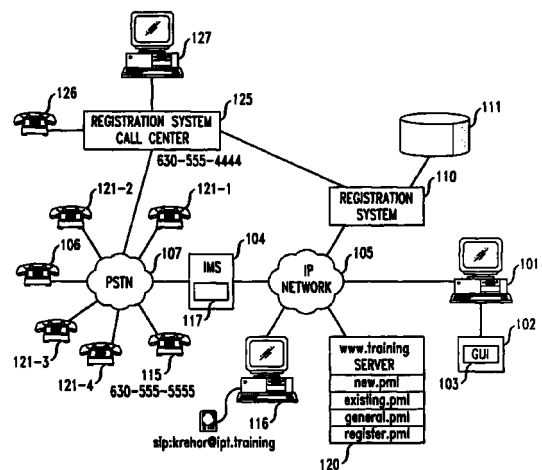 127
126
125
REGISTRATION SYSTEM
CALL CENTER
630-555-4444
111
110
REGISTRATION
SYSTEM
121-2
121-1
106
107
PSTN
104
IMS
117
105
IP
NETWORK
101
102
GUI
103
121-3
121-4
115
630-555-5555
116
sip:krehor@ipt.training
www.training
SERVER
new.pml
existing.pml
general.pml
register.pml
120